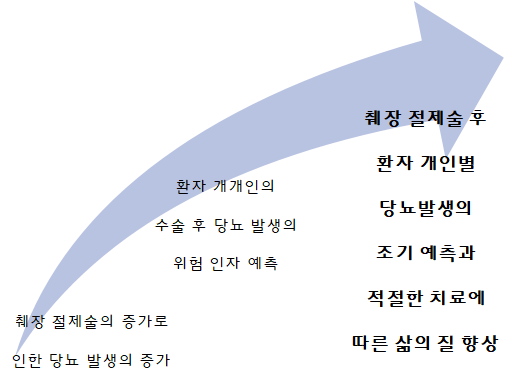 췌장 절제술의 증가로
인한 당뇨 발생의 증가
환자 개개인의
수술 후 당뇨 발생의
위험 인자 예측
췌장 절제술 후
환자 개인별
당뇨발생의
조기 예측과
적절한 치료에
따른 삶의 질 향상